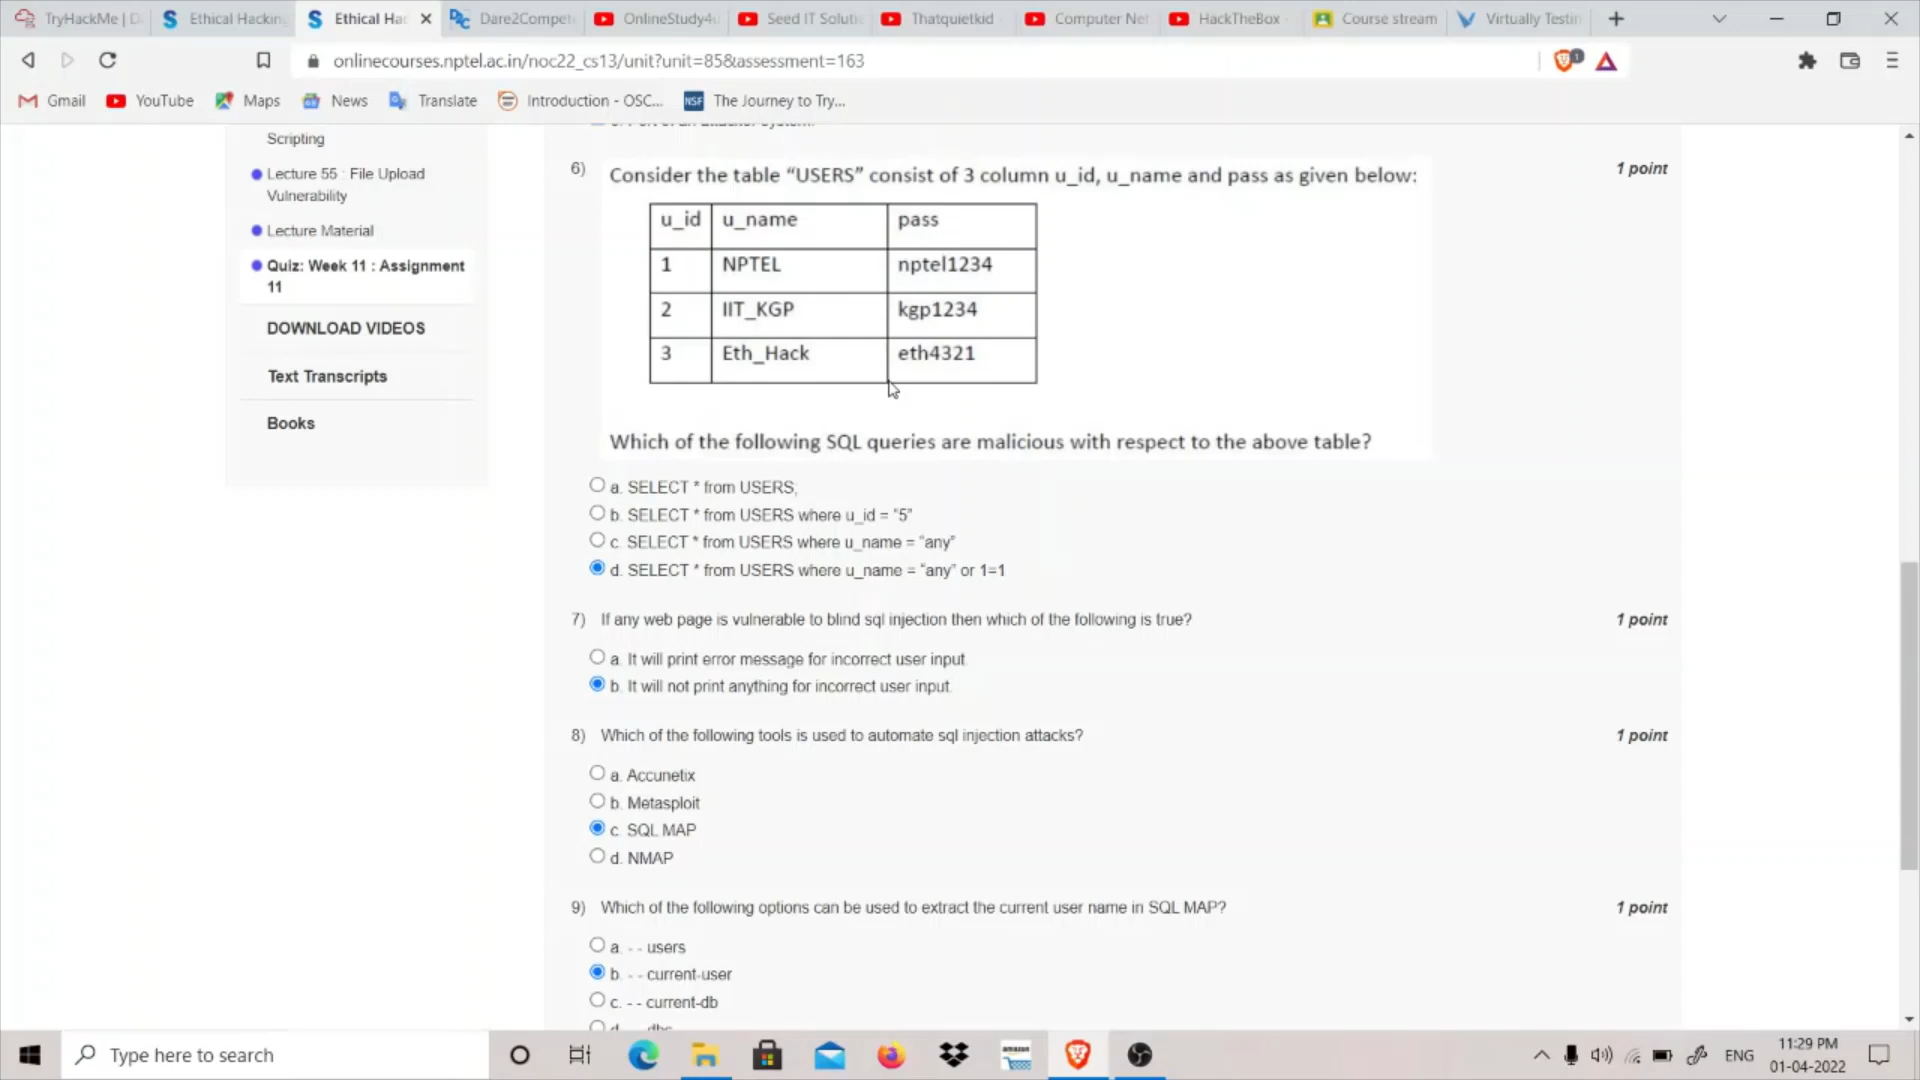 TryHackMe | D
Ethical Hacking
Ethical Hac
Dare2Compet
OnlineStudy4u
Seed IT Soluti
Thatquietkid
Computer Net
HackTheBox
Course stream
Virtually Testin
onlinecourses.nptel.ac.in/noc22_cs13/unit?unit=85&assessment=163
1
Gmail
YouTube
Maps
News
Translate
Introduction - OSC...
NSF
The Journey to Try...
Scripting
Lecture 55 : File Upload
Vulnerability
Lecture Material
Quiz: Week 11 : Assignment
11
DOWNLOAD VIDEOS
Text Transcripts
Books
6)
Consider the table “USERS” consist of 3 column u_id, u_name and pass as given below:
1 point
u_id u_name pass
1 NPTEL nptel1234
2 IIT_KGP kgp1234
3 Eth_Hack eth4321
Which of the following SQL queries are malicious with respect to the above table?
a. SELECT * from USERS;
b. SELECT * from USERS where u_id = “5”
c. SELECT * from USERS where u_name = “any”
d. SELECT * from USERS where u_name = “any” or 1=1
7) If any web page is vulnerable to blind sql injection then which of the following is true?
1 point
a. It will print error message for incorrect user input.
b. It will not print anything for incorrect user input.
8) Which of the following tools is used to automate sql injection attacks?
1 point
a. Accunetix
b. Metasploit
c. SQL MAP
d. NMAP
9) Which of the following options can be used to extract the current user name in SQL MAP?
1 point
a. - - users
b. - - current-user
c. - - current-db
Type here to search
amazon
ENG
11:29 PM
01-04-2022